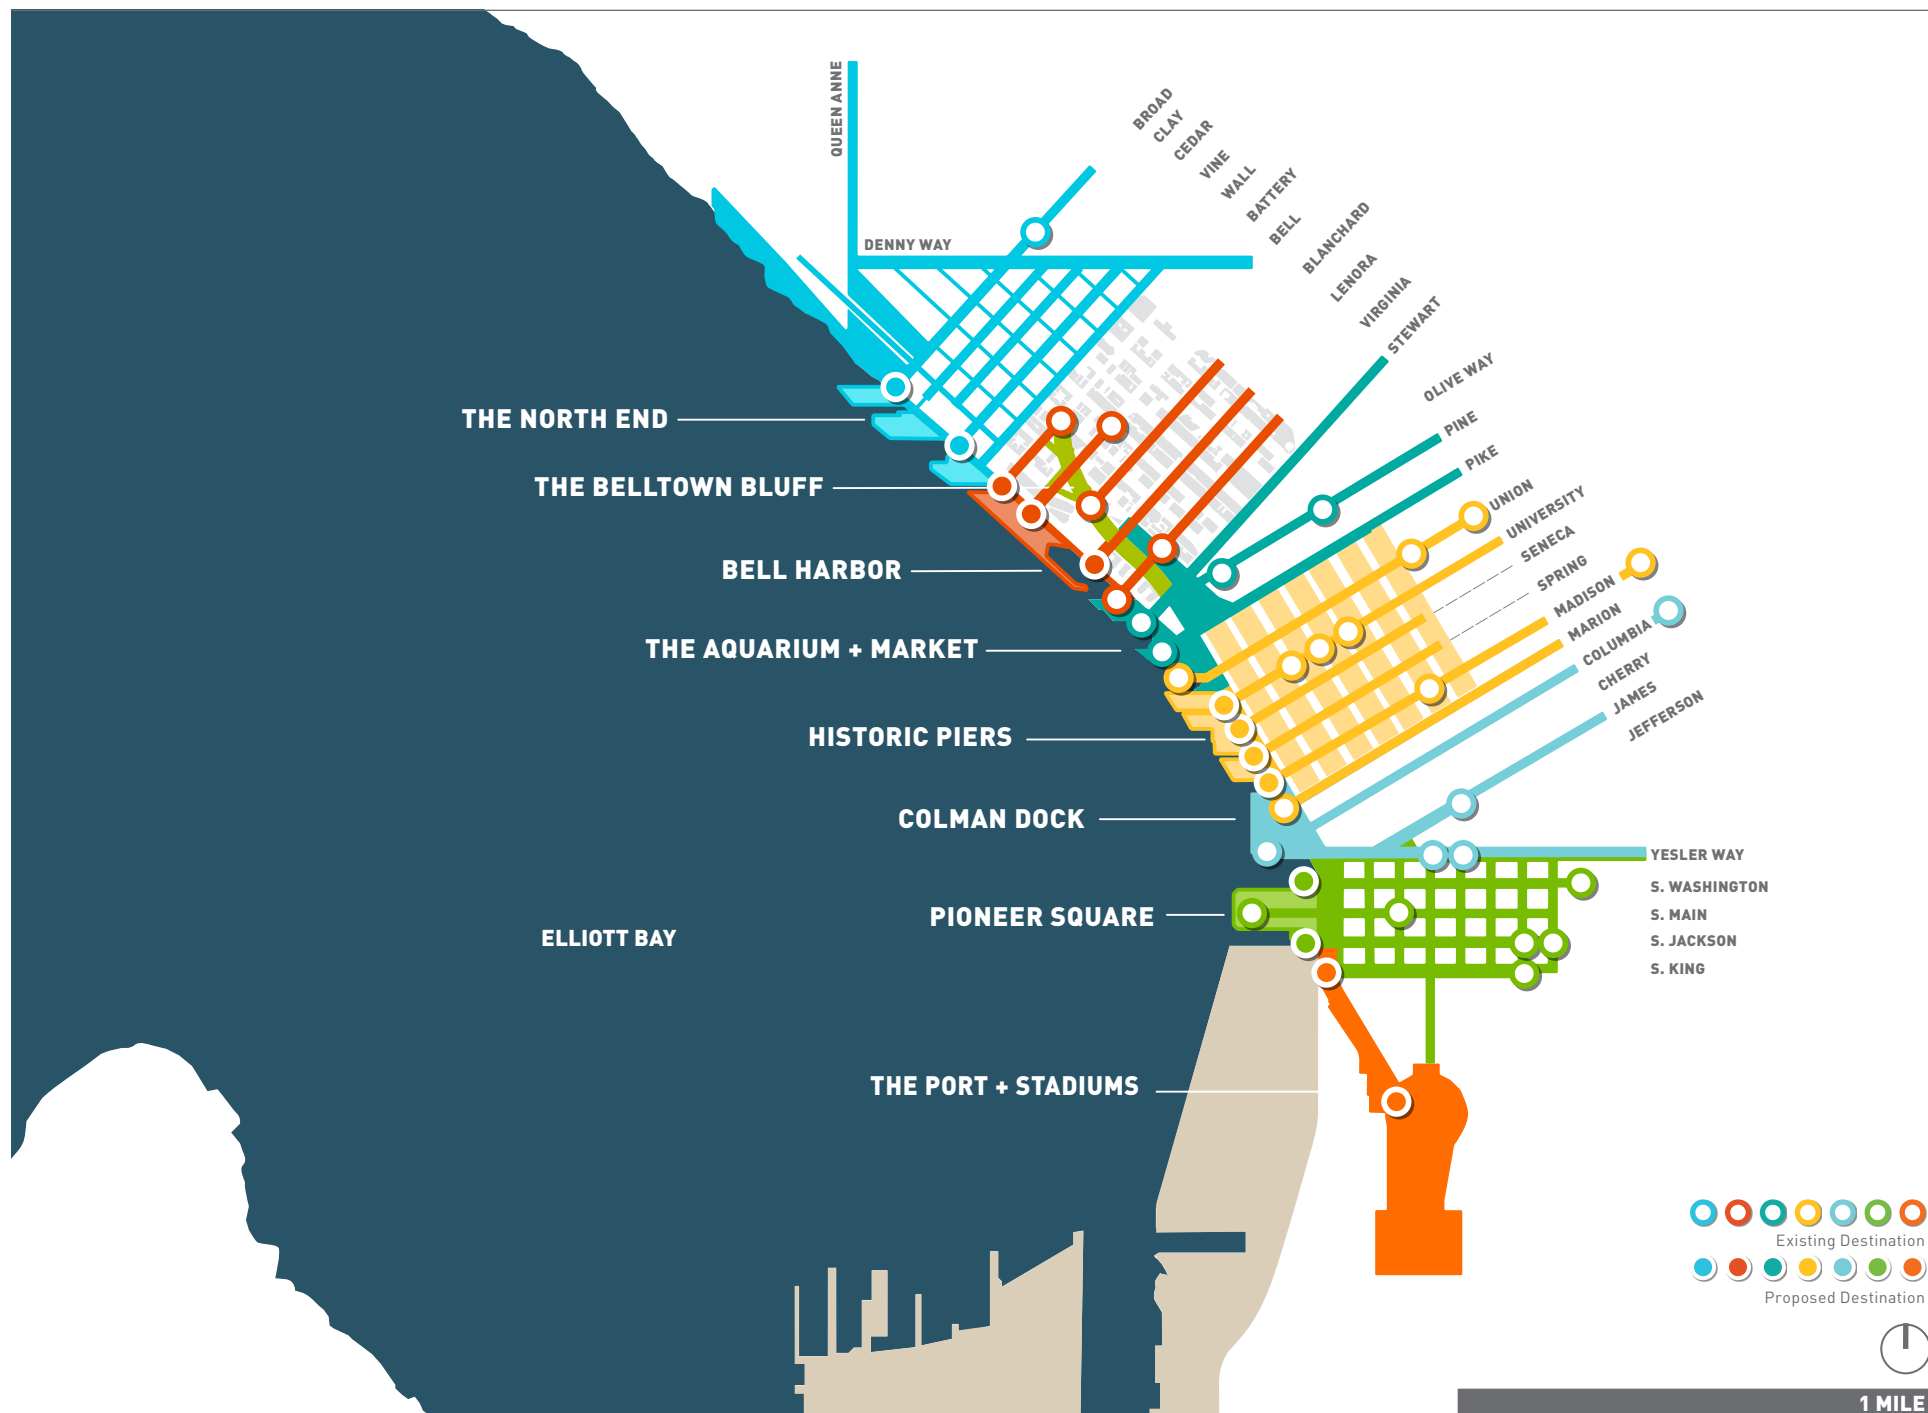 QUEEN ANNE
DENNY WAY
BROAD
CLAY
CEDAR
VINE
WALL
BATTERY
BELL
BLANCHARD
LENORA
VIRGINIA
STEWART
OLIVE WAY
PINE
PIKE
UNION
UNIVERSITY
SENECA
SPRING
MADISON
MARION
COLUMBIA
CHERRY
JAMES
JEFFERSON
YESLER WAY
S. WASHINGTON
S. MAIN
S. JACKSON
S. KING
THE NORTH END
THE BELLTOWN BLUFF
BELL HARBOR
THE AQUARIUM + MARKET
HISTORIC PIERS
COLMAN DOCK
PIONEER SQUARE
ELLIOTT BAY
THE PORT + STADIUMS
Existing Destination
Proposed Destination
1 MILE